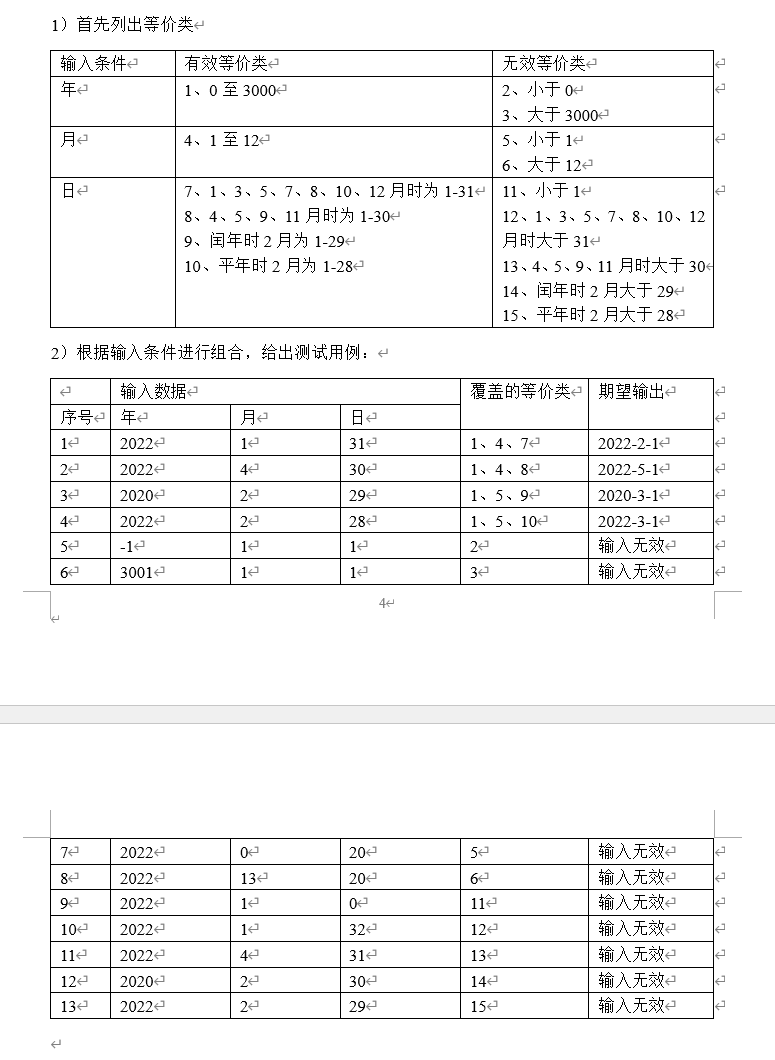 1）首先列出等价类
输入条件 有效等价类 无效等价类
年 1、0 至 3000 2、小于 0
3、大于 3000
月 4、1 至 12 5、小于 1
6、大于 12
日 7、1、3、5、7、8、10、12 月时为 1-31 11、小于 1
8、4、5、9、11 月时为 1-30 12、1、3、5、7、8、10、12
9、闰年时 2 月为 1-29 月时大于 31
10、平年时 2 月为 1-28 13、4、5、9、11 月时大于 30
14、闰年时 2 月大于 29
15、平年时 2 月大于 28
2）根据输入条件进行组合，给出测试用例：
输入数据 覆盖的等价类 期望输出
序号 年 月 日
1 2022 1 31 1、4、7 2022-2-1
2 2022 4 30 1、4、8 2022-5-1
3 2020 2 29 1、5、9 2020-3-1
4 2022 2 28 1、5、10 2022-3-1
5 -1 1 1 2 输入无效
6 3001 1 1 3 输入无效
4
7 2022 0 20 5 输入无效
8 2022 13 20 6 输入无效
9 2022 1 0 11 输入无效
10 2022 1 32 12 输入无效
11 2022 4 31 13 输入无效
12 2020 2 30 14 输入无效
13 2022 2 29 15 输入无效